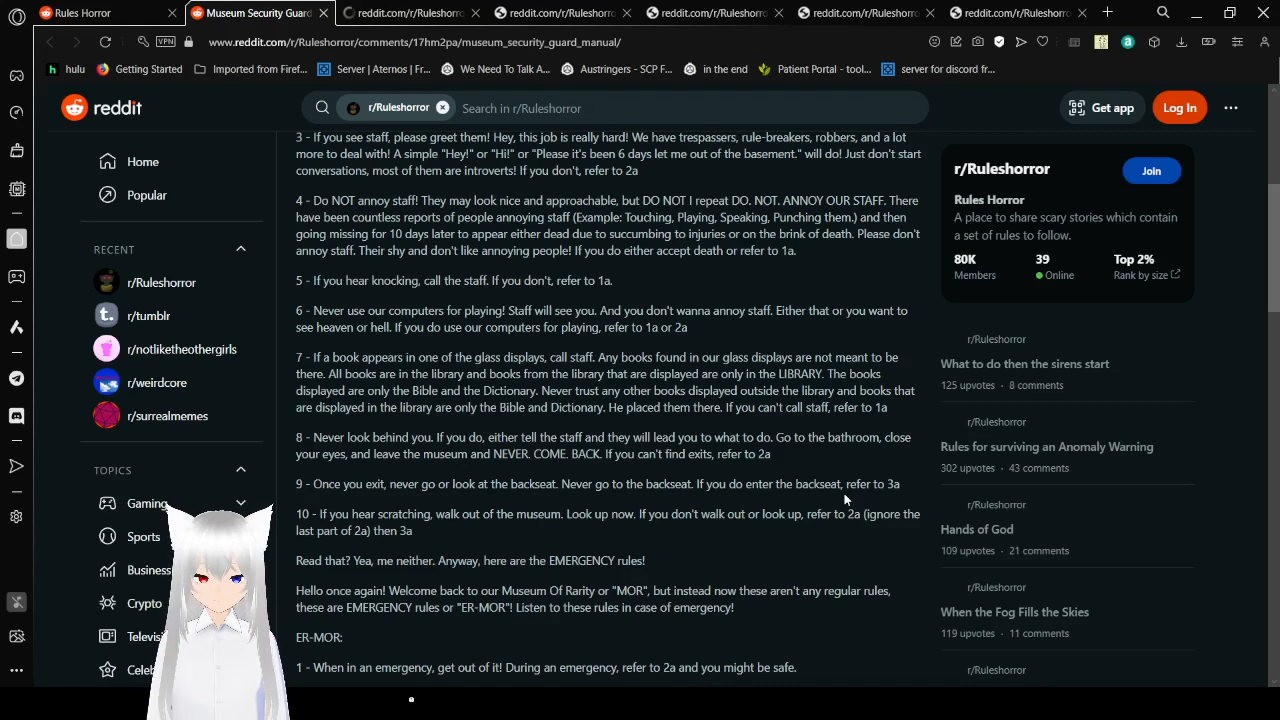 Rules Horror
Museum Security Guard
reddit.com/r/Ruleshorror
reddit.com/r/Ruleshorror
reddit.com/r/Ruleshorror
reddit.com/r/Ruleshorror
reddit.com/r/Ruleshorror
VPN
www.reddit.com/r/Ruleshorror/comments/17hm2pa/museum_security_guard_manual/
hulu
Getting Started
Imported from Firef...
Server | Aternos | Fr...
We Need To Talk A...
Austringers - SCP F...
in the end
Patient Portal - tool...
server for discord fr...
reddit
r/Ruleshorror
Search in r/Ruleshorror
Get app
Log In
Home
Popular
RECENT
r/Ruleshorror
r/tumblr
r/notliketheothergirls
r/weirdcore
r/surrealmemes
TOPICS
Gaming
Sports
Business
Crypto
Televisi
Celeb
3 - If you see staff, please greet them! Hey, this job is really hard! We have trespassers, rule-breakers, robbers, and a lot
more to deal with! A simple "Hey!" or "Hi!" or "Please it's been 6 days let me out of the basement." will do! Just don't start
conversations, most of them are introverts! If you don't, refer to 2a
4 - Do NOT annoy staff! They may look nice and approachable, but DO NOT I repeat DO. NOT. ANNOY OUR STAFF. There
have been countless reports of people annoying staff (Example: Touching, Playing, Speaking, Punching them.) and then
going missing for 10 days later to appear either dead due to succumbing to injuries or on the brink of death. Please don't
annoy staff. Their shy and don't like annoying people! If you do either accept death or refer to 1a.
5 - If you hear knocking, call the staff. If you don't, refer to 1a.
6 - Never use our computers for playing! Staff will see you. And you don't wanna annoy staff. Either that or you want to
see heaven or hell. If you do use our computers for playing, refer to 1a or 2a
7 - If a book appears in one of the glass displays, call staff. Any books found in our glass displays are not meant to be
there. All books are in the library and books from the library that are displayed are only in the LIBRARY. The books
displayed are only the Bible and the Dictionary. Never trust any other books displayed outside the library and books that
are displayed in the library are only the Bible and Dictionary. He placed them there. If you can't call staff, refer to 1a
8 - Never look behind you. If you do, either tell the staff and they will lead you to what to do. Go to the bathroom, close
your eyes, and leave the museum and NEVER. COME. BACK. If you can't find exits, refer to 2a
9 - Once you exit, never go or look at the backseat. Never go to the backseat. If you do enter the backseat, refer to 3a
10 - If you hear scratching, walk out of the museum. Look up now. If you don't walk out or look up, refer to 2a (ignore the
last part of 2a) then 3a
Read that? Yea, me neither. Anyway, here are the EMERGENCY rules!
Hello once again! Welcome back to our Museum Of Rarity or "MOR", but instead now these aren't any regular rules,
these are EMERGENCY rules or "ER-MOR"! Listen to these rules in case of emergency!
ER-MOR:
1 - When in an emergency, get out of it! During an emergency, refer to 2a and you might be safe.
r/Ruleshorror
Join
Rules Horror
A place to share scary stories which contain
a set of rules to follow.
80K
39
Top 2%
Members
Online
Rank by size
r/Ruleshorror
What to do then the sirens start
125 upvotes · 8 comments
r/Ruleshorror
Rules for surviving an Anomaly Warning
302 upvotes · 43 comments
r/Ruleshorror
Hands of God
109 upvotes · 21 comments
r/Ruleshorror
When the Fog Fills the Skies
119 upvotes · 11 comments
r/Ruleshorror